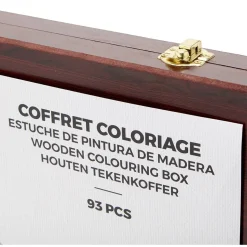 COFFRET COLORIAGE
ESTUCHE DE PINTURA DE MADERA
WOODEN COLOURING BOX
HOUTEN TEKENKOFFER
93 PCS